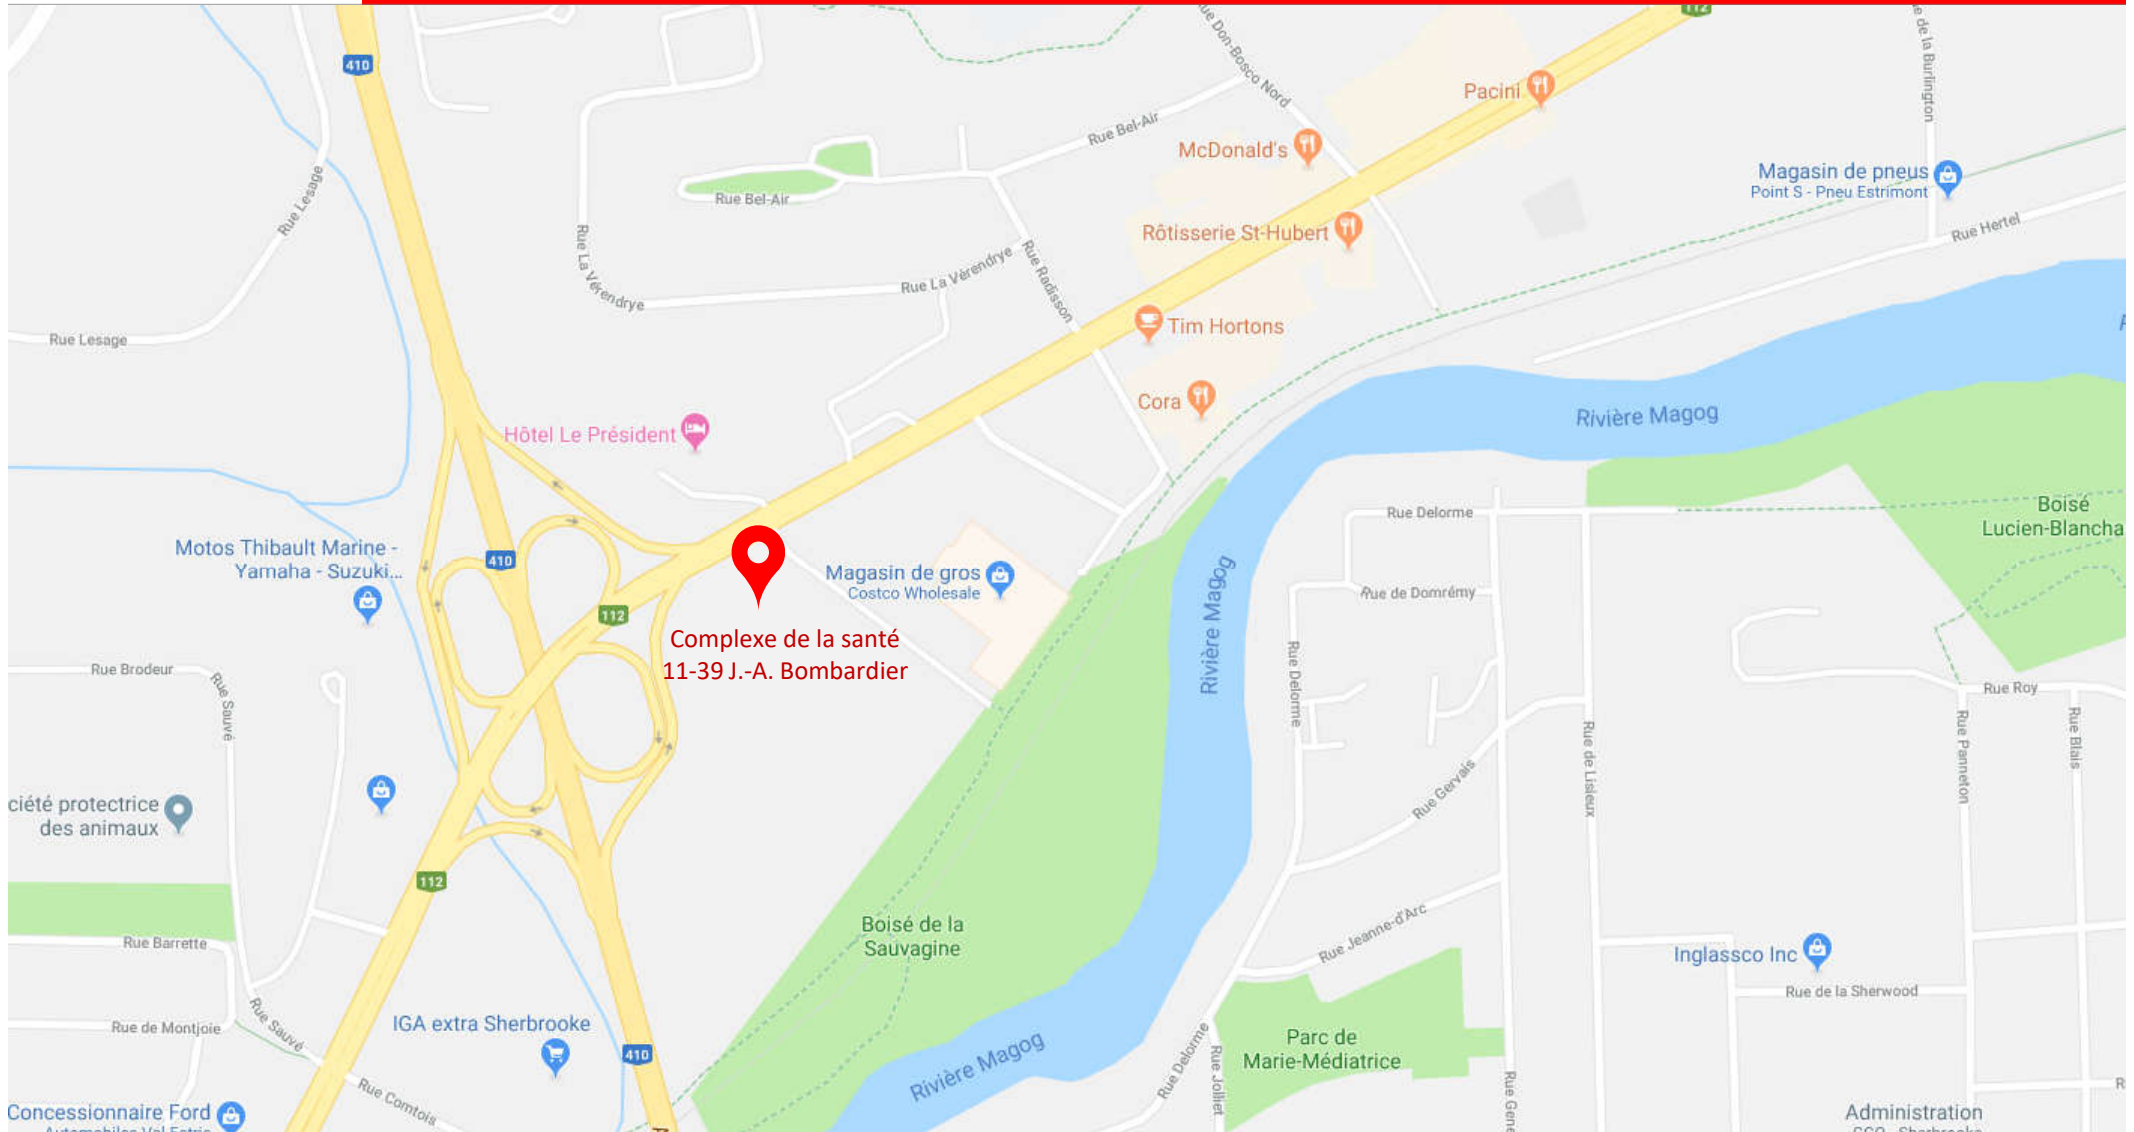 112
410
Rue Don-Bosco Nord
Rue de la Burlington
Pacini
Rue Bel-Air
McDonald's
Magasin de pneus
Point S - Pneu Estrimont
Rue Lesage
Rue Bel-Air
Rôtisserie St-Hubert
Rue Hertel
Rue La Vérendrye
Rue La Vérendrye
Rue Radisson
Tim Hortons
Rue Lesage
Cora
Rivière Magog
Hôtel Le Président
Rue Delorme
Boisé
Lucien-Blancha
Motos Thibault Marine -
Yamaha - Suzuki...
410
Magasin de gros
Costco Wholesale
Rue de Domrémy
112
Rivière Magog
Complexe de la santé
11-39 J.-A. Bombardier
Rue Brodeur
Rue Sauvé
Rue Delorme
Rue Roy
Rue de Lisieux
Rue Panneton
Rue Blais
Rue Gervais
ciété protectrice
des animaux
112
Boisé de la
Sauvagine
Rue Jeanne-d'Arc
Rue Barrette
Inglassco Inc
Rue de la Sherwood
Rue de Montjoie
Rue Sauvé
IGA extra Sherbrooke
410
Rivière Magog
Rue Delorme
Rue Jolliet
Parc de
Marie-Médiatrice
Rue Gene
Rue Comtois
Concessionnaire Ford
Administration